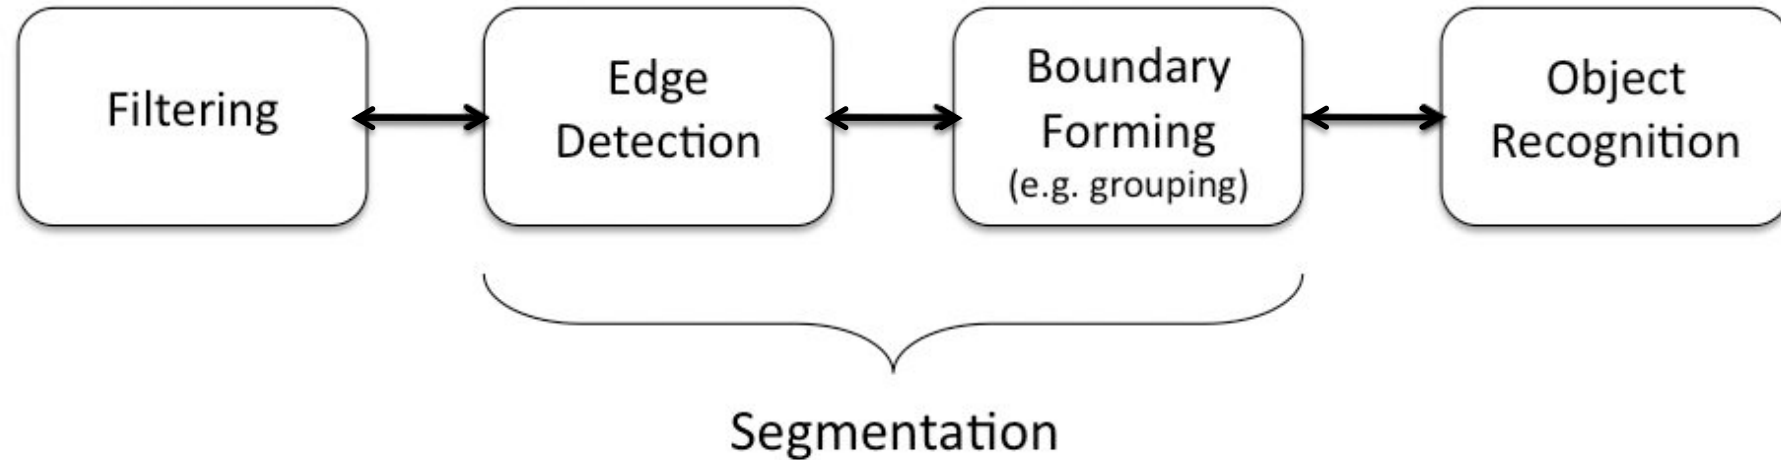 Filtering
Edge
Detection
Boundary
Forming
(e.g. grouping)
Object
Recognition
Segmentation